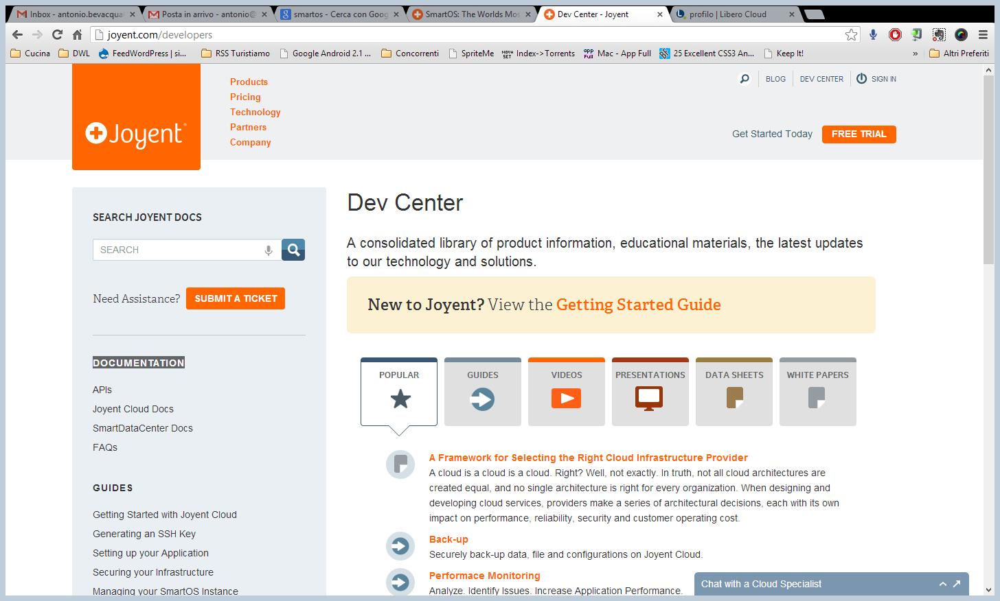 Inbox - antonio.bevacqua
Posta in arrivo - antonio@
smartos - Cerca con Goog
SmartOS: The Worlds Mos
Dev Center - Joyent
profilo | Libero Cloud
joyent.com/developers
Cucina
DWL
FeedWordPress | si...
RSS Turistiamo
Google Android 2.1 ...
Concorrenti
SpriteMe
Index->Torrents
Mac - App Full
25 Excellent CSS3 An...
Keep It!
»
Altri Preferiti
Joyent
Products
Pricing
Technology
Partners
Company
BLOG
DEV CENTER
SIGN IN
Get Started Today
FREE TRIAL
SEARCH JOYENT DOCS
SEARCH
Need Assistance?
SUBMIT A TICKET
DOCUMENTATION
APIs
Joyent Cloud Docs
SmartDataCenter Docs
FAQs
GUIDES
Getting Started with Joyent Cloud
Generating an SSH Key
Setting up your Application
Securing your Infrastructure
Managing your SmartOS Instance
Dev Center
A consolidated library of product information, educational materials, the latest updates
to our technology and solutions.
New to Joyent? View the Getting Started Guide
POPULAR
GUIDES
VIDEOS
PRESENTATIONS
DATA SHEETS
WHITE PAPERS
A Framework for Selecting the Right Cloud Infrastructure Provider
A cloud is a cloud is a cloud. Right? Well, not exactly. In truth, not all cloud architectures are
created equal, and no single architecture is right for every organization. When designing and
developing cloud services, providers make a series of architectural decisions, each with its own
impact on performance, reliability, security and customer operating cost.
Back-up
Securely back-up data, file and configurations on Joyent Cloud.
Performace Monitoring
Analyze. Identify Issues. Increase Application Performance.
Chat with a Cloud Specialist